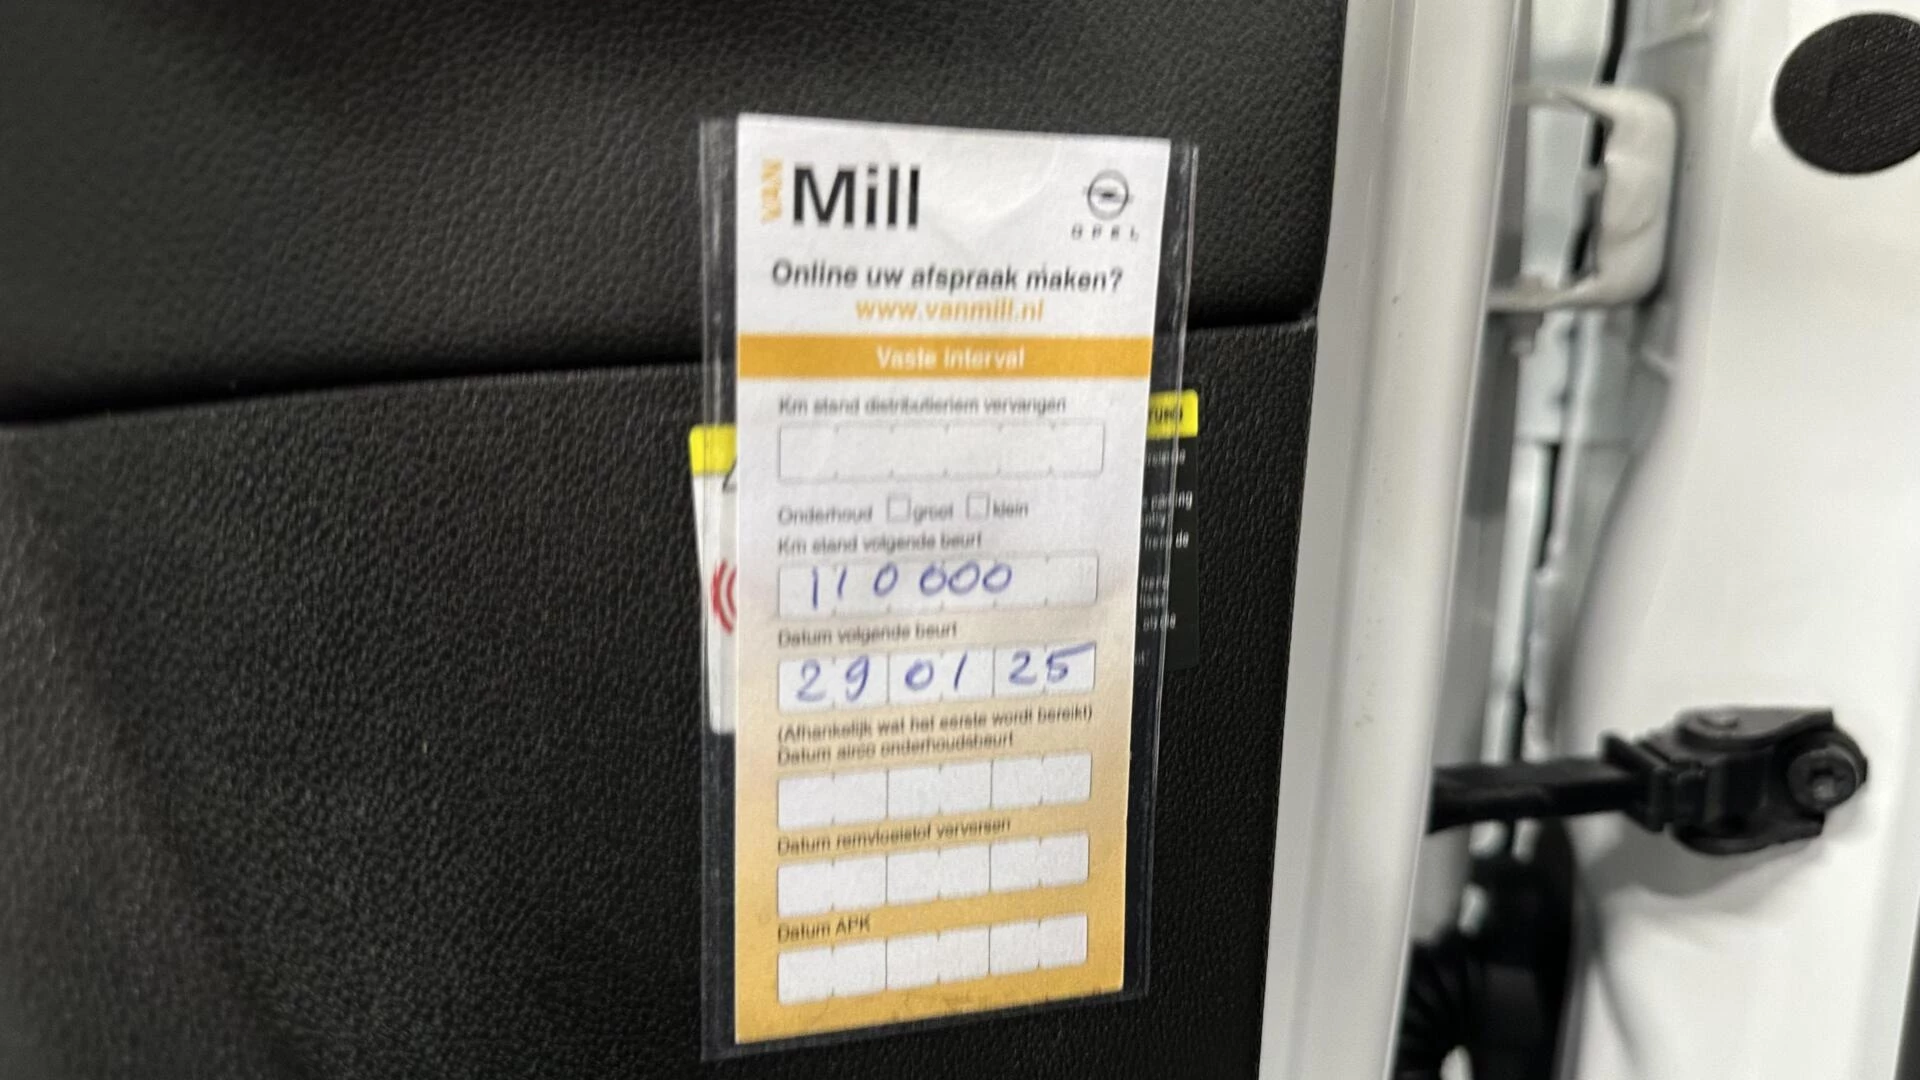 VAN Mill
OPEL
Online uw afspraak maken?
www.vanmill.nl
Vaste interval
Km stand distributieriem vervangen
Onderhoud groot klein
Km stand volgende beurt
110000
Datum volgende beurt
29 01 25
(Afhankelijk wat het eerste wordt bereikt)
Datum airco onderhoudsbeurt
Datum remvloeistof verversen
Datum APK